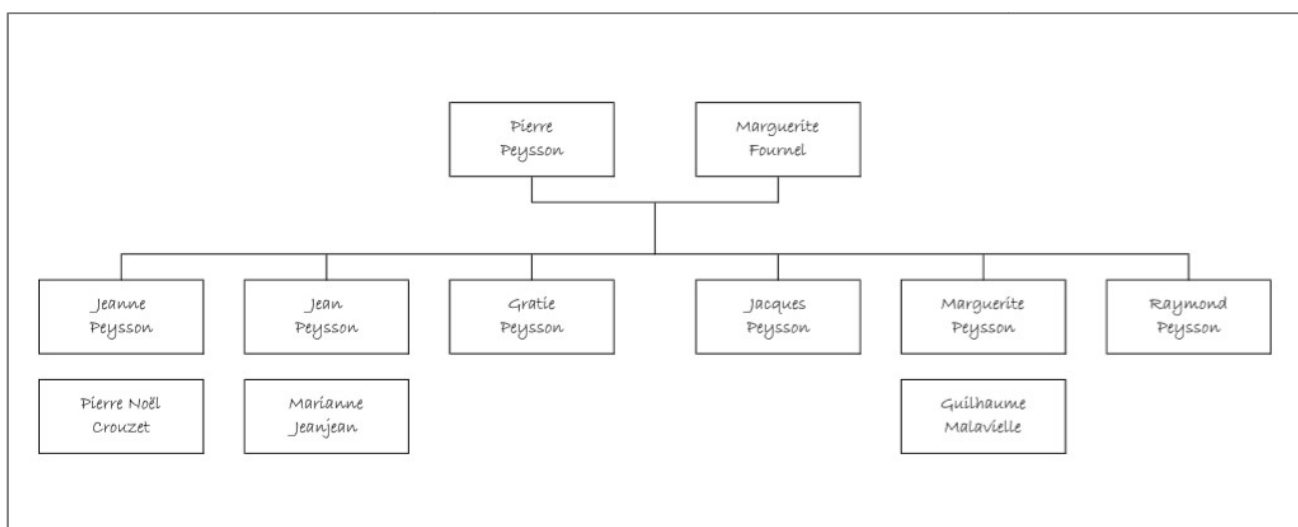 Pierre
Peysson
Marguerite
Fournel
Jeanne
Peysson
Jean
Peysson
Gratie
Peysson
Jacques
Peysson
Marguerite
Peysson
Raymond
Peysson
Pierre Noël
Crouzet
Marianne
Jeanjean
Guilhaume
Malavielle